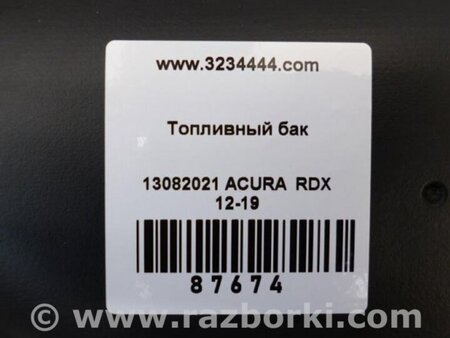 www.3234444.com
Топливный бак
13082021 ACURA RDX
12-19
87674
© www.razborki.com